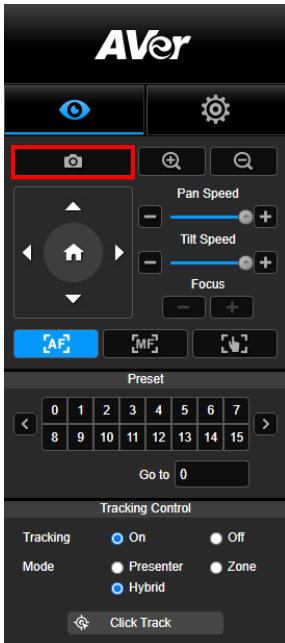 AVer
Pan Speed
Tilt Speed
Focus
[AF] [MF]
Preset
0 1 2 3 4 5 6 7
8 9 10 11 12 13 14 15
Go to 0
Tracking Control
Tracking On Off
Mode Presenter Zone
Hybrid
Click Track